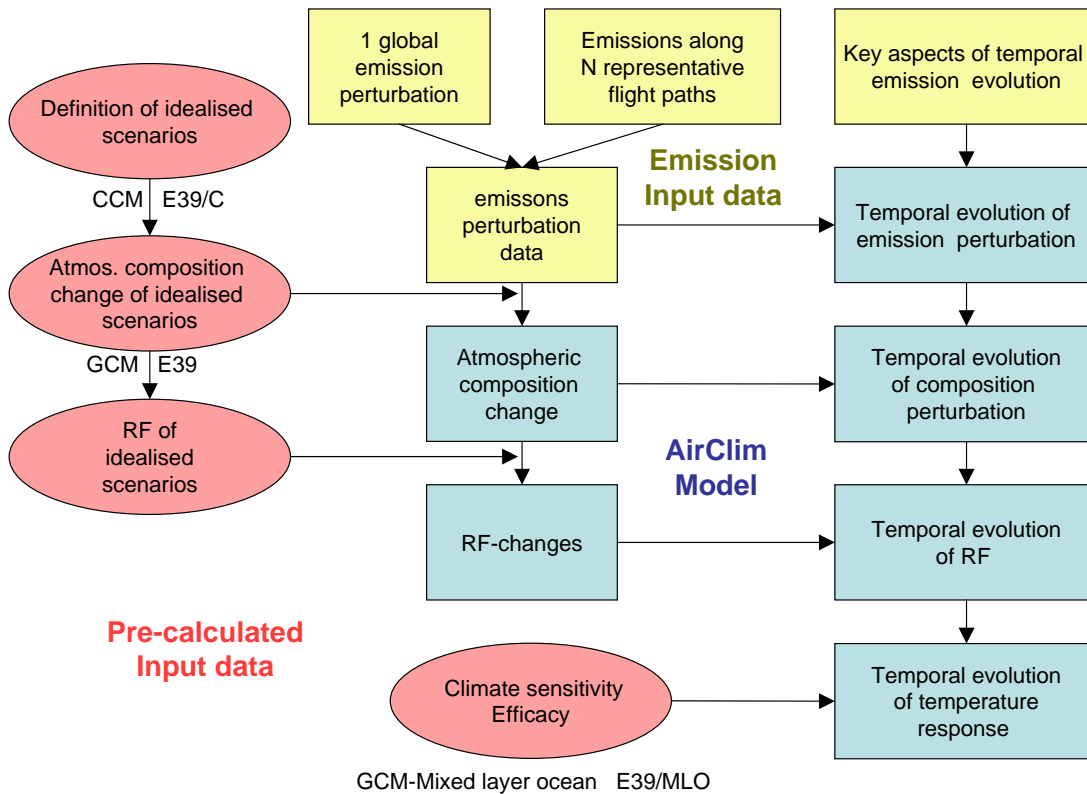 1 global
emission
perturbation
Emissions along
N representative
flight paths
Key aspects of temporal
emission evolution
Definition of idealised
scenarios
CCM E39/C
emissons
perturbation
data
Emission
Input data
Temporal evolution of
emission perturbation
Atmos. composition
change of idealised
scenarios
GCM E39
Atmospheric
composition
change
Temporal evolution
of composition
perturbation
RF of
idealised
scenarios
AirClim
Model
RF-changes
Temporal evolution
of RF
Pre-calculated
Input data
Climate sensitivity
Efficacy
Temporal evolution
of temperature
response
GCM-Mixed layer ocean E39/MLO